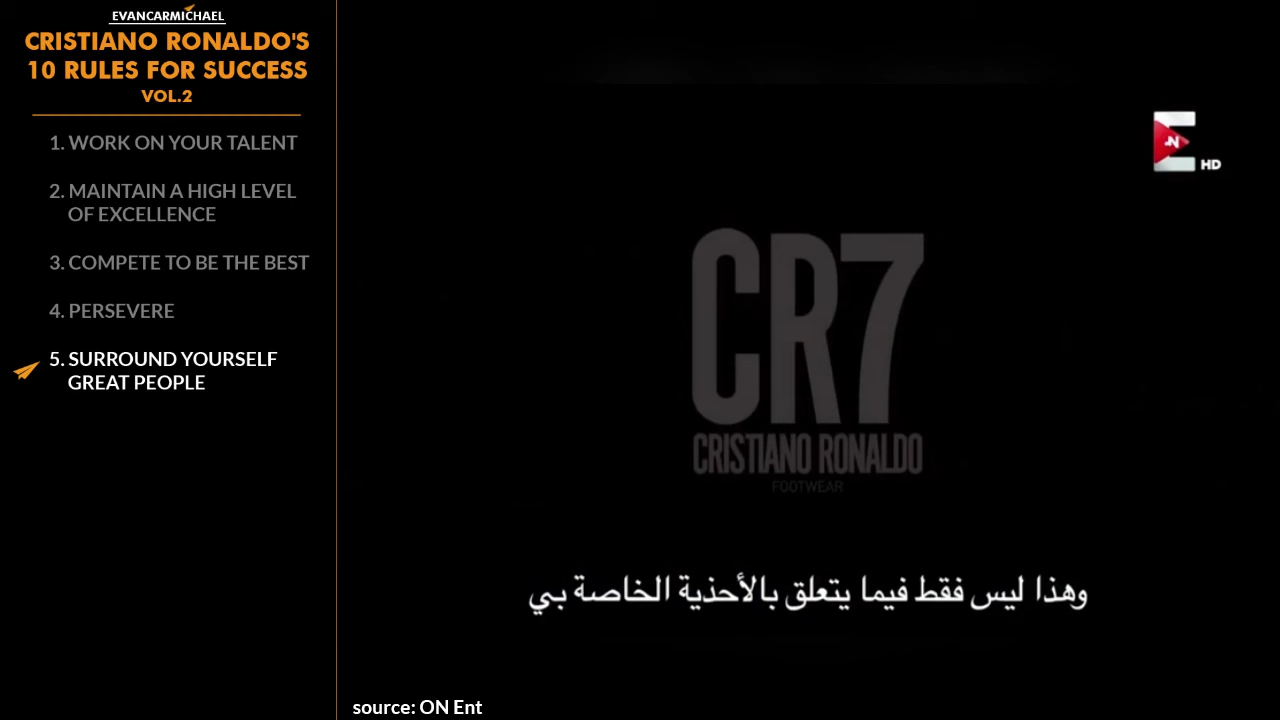 EVANCARMICHAEL
CRISTIANO RONALDO'S
10 RULES FOR SUCCESS
VOL.2
1. WORK ON YOUR TALENT
2. MAINTAIN A HIGH LEVEL
OF EXCELLENCE
3. COMPETE TO BE THE BEST
4. PERSEVERE
5. SURROUND YOURSELF
GREAT PEOPLE
EN HD
CR7
CRISTIANO RONALDO
FOOTWEAR
وهذا ليس فقط فيما يتعلق بالأحذية الخاصة بي
source: ON Ent